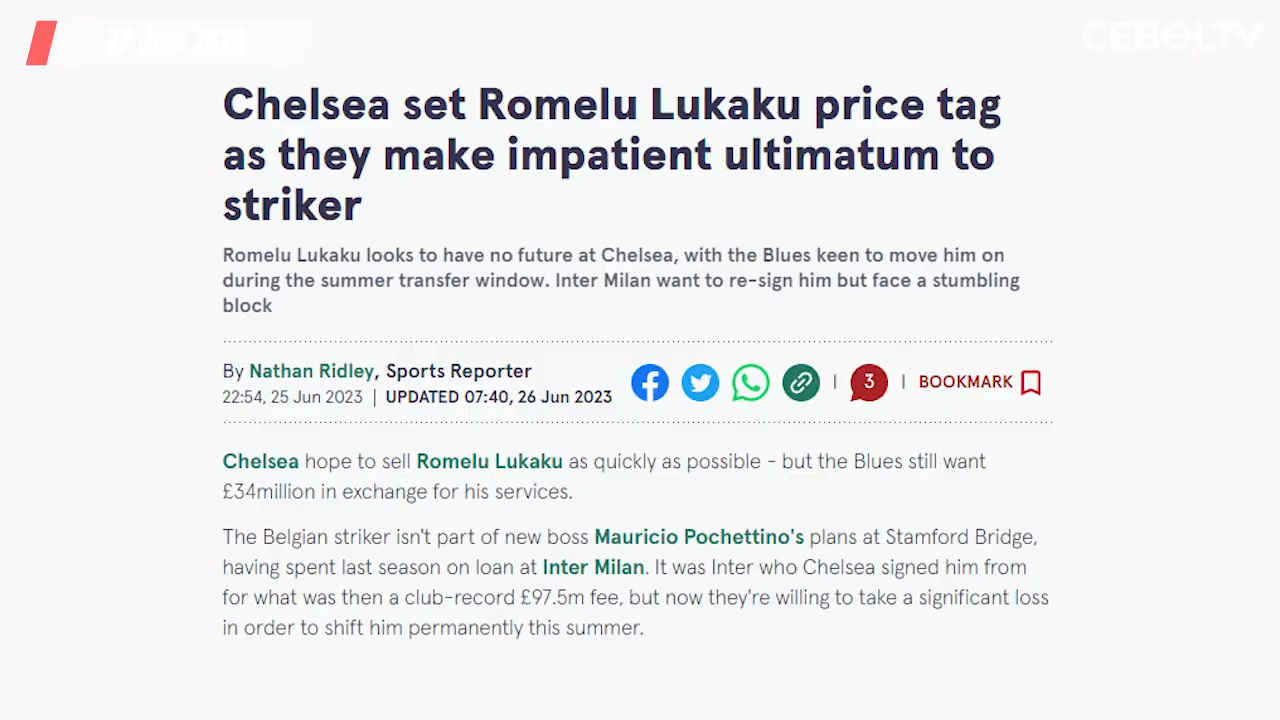 27 Juni 2023
CEBOLTV
Chelsea set Romelu Lukaku price tag
as they make impatient ultimatum to
striker
Romelu Lukaku looks to have no future at Chelsea, with the Blues keen to move him on
during the summer transfer window. Inter Milan want to re-sign him but face a stumbling
block
By Nathan Ridley, Sports Reporter
22:54, 25 Jun 2023 | UPDATED 07:40, 26 Jun 2023
3
BOOKMARK
Chelsea hope to sell Romelu Lukaku as quickly as possible - but the Blues still want
£34million in exchange for his services.
The Belgian striker isn't part of new boss Mauricio Pochettino's plans at Stamford Bridge,
having spent last season on loan at Inter Milan. It was Inter who Chelsea signed him from
for what was then a club-record £97.5m fee, but now they're willing to take a significant loss
in order to shift him permanently this summer.